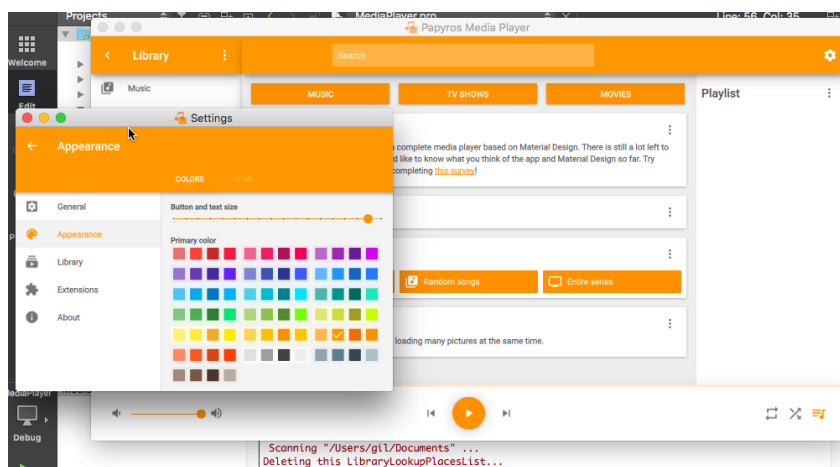 Projects
MediaPlayer.pro
Line: 56, Col: 35
Papyros Media Player
Welcome
Library
Search
Edit
Music
MUSIC
TV SHOWS
MOVIES
Playlist
Settings
complete media player based on Material Design. There is still a lot left to
like to know what you think of the app and Material Design so far. Try
completing this survey!
Appearance
COLORS
HOME
General
Button and text size
Appearance
Primary color
Library
Extensions
Random songs
Entire series
About
loading many pictures at the same time.
Debug
Scanning "/Users/gil/Documents" ...
Deleting this LibraryLookupPlacesList...